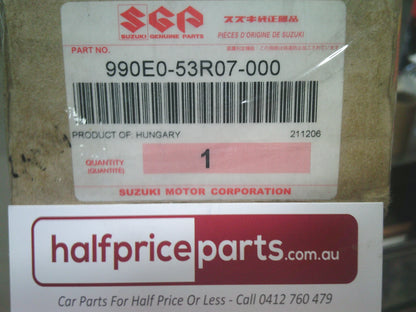 SGP スズキ純正部品
SUZUKI GENUINE PARTS PIÈCES D'ORIGINE DE SUZUKI
PART NO.
990E0-53R07-000
PRODUCT OF: HUNGARY 211206
QUANTITY 1
(QUANTITÉ)
SUZUKI MOTOR CORPORATION
halfpriceparts.com.au
Car Parts For Half Price Or Less - Call 0412 760 479